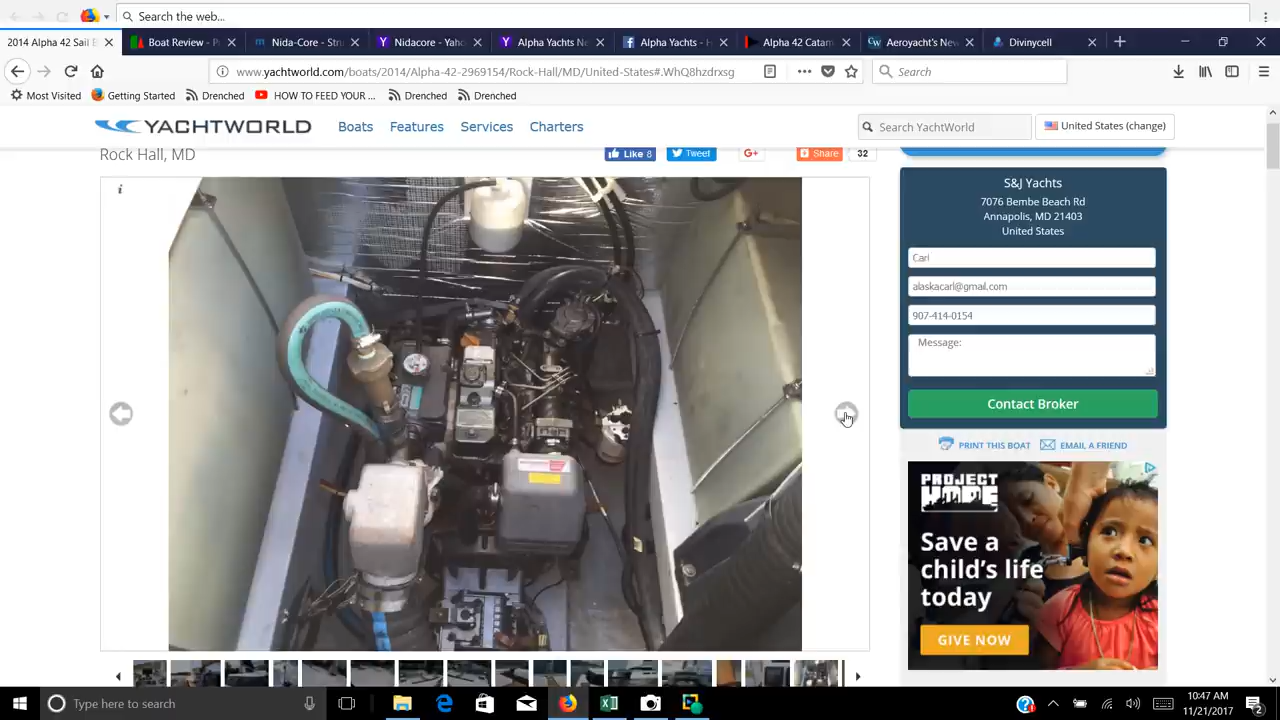 Search the web...
2014 Alpha 42 Sail B
Boat Review - P
Nida-Core - Stru
Nidacore - Yaho
Alpha Yachts Ne
Alpha Yachts - H
Alpha 42 Catam
Aeroyacht's New
Divinycell
www.yachtworld.com/boats/2014/Alpha-42-2969154/Rock-Hall/MD/United-States#.WhQ8hzdrxsg
Search
Most Visited
Getting Started
Drenched
HOW TO FEED YOUR ...
Drenched
Drenched
YACHTWORLD
Boats
Features
Services
Charters
Search YachtWorld
United States (change)
Rock Hall, MD
Like 8
Tweet
G+
Share
32
i
S&J Yachts
7076 Bembe Beach Rd
Annapolis, MD 21403
United States
Carl
alaskacarl@gmail.com
907-414-0154
Message:
Contact Broker
PRINT THIS BOAT
EMAIL A FRIEND
PROJECT
HOPE
Save a
child's life
today
GIVE NOW
Type here to search
10:47 AM
11/21/2017
2